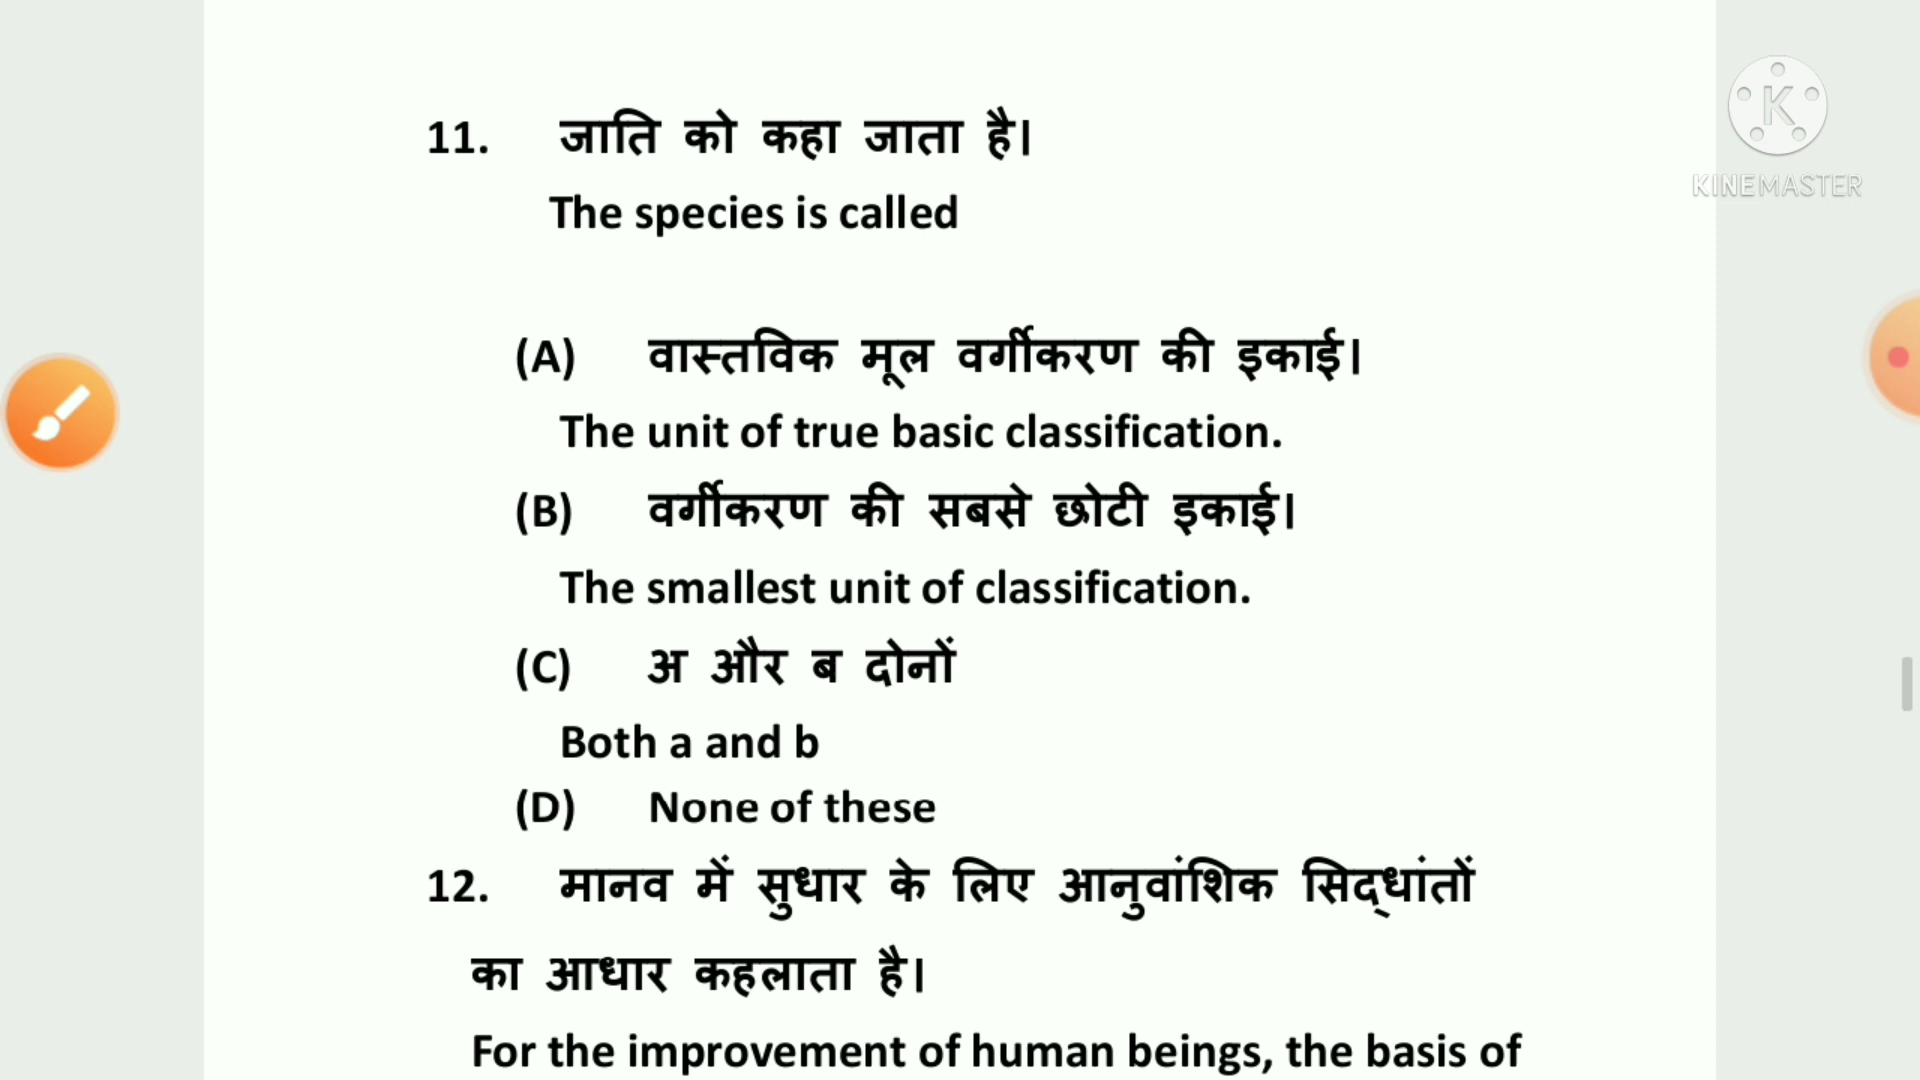 11. जाति को कहा जाता है।
The species is called
(A) वास्तविक मूल वर्गीकरण की इकाई।
The unit of true basic classification.
(B) वर्गीकरण की सबसे छोटी इकाई।
The smallest unit of classification.
(C) अ और ब दोनों
Both a and b
(D) None of these
12. मानव में सुधार के लिए आनुवांशिक सिद्धांतों
का आधार कहलाता है।
For the improvement of human beings, the basis of
K
KINEMASTER